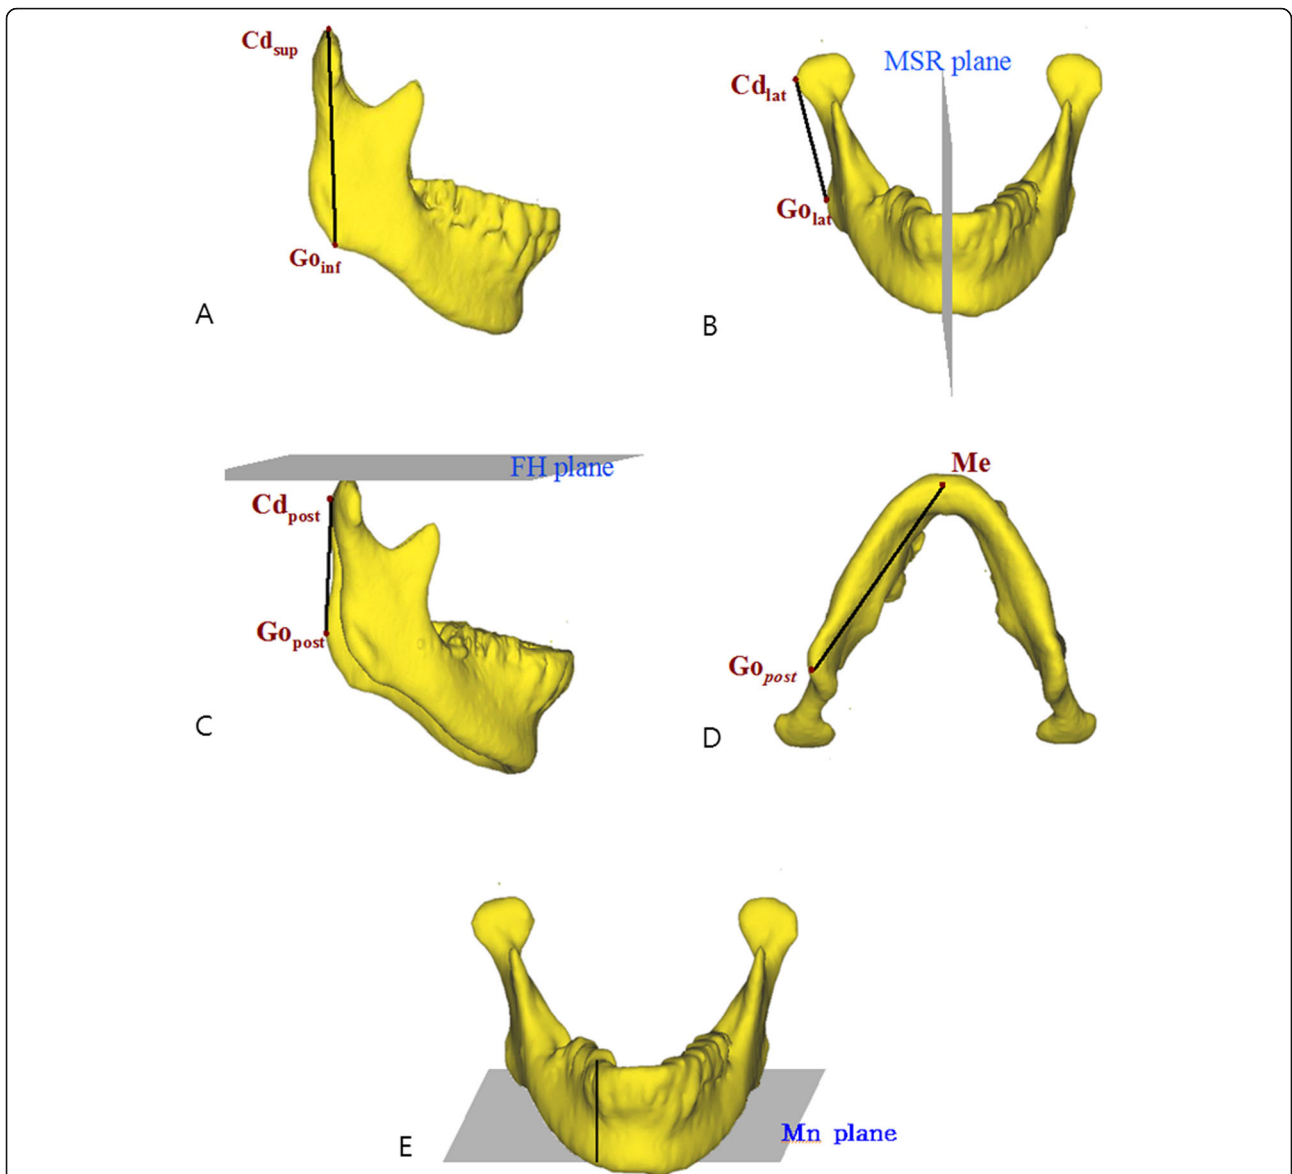 Cdsup
Goinf
A
MSR plane
Cdlat
Golat
B
FH plane
Cdpost
Gopost
C
Me
Gopost
D
Mn plane
E